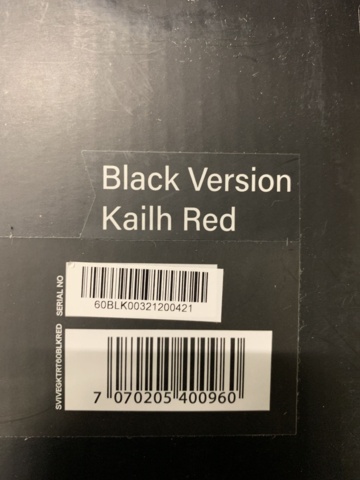 Black Version
Kailh Red
SERIAL NO
60BLK00321200421
SVIVEGKTRT60BLKRED
7 070205 400960